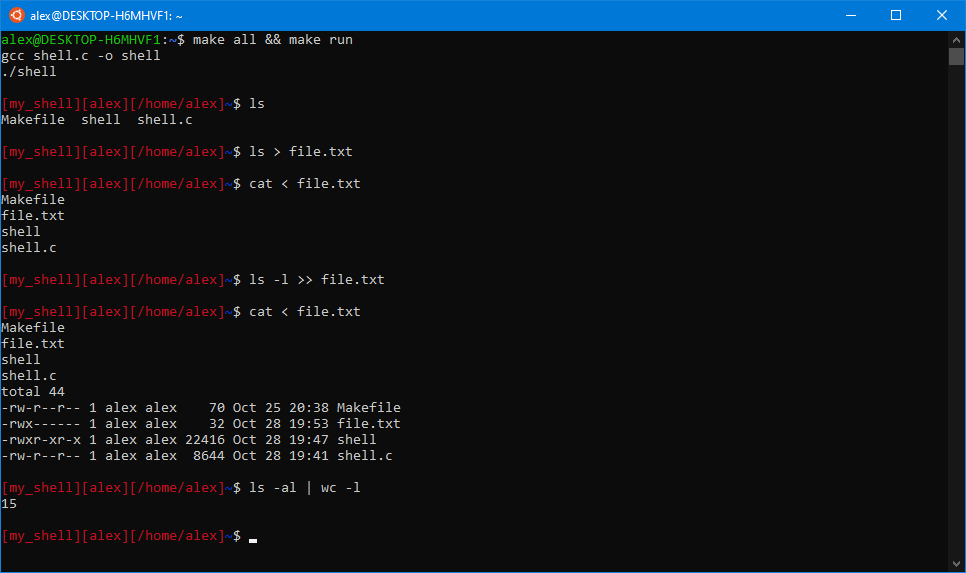 alex@DESKTOP-H6MHVF1: ~
alex@DESKTOP-H6MHVF1:~$ make all && make run
gcc shell.c -o shell
./shell
[my_shell][alex][/home/alex]~$ ls
Makefile  shell  shell.c
[my_shell][alex][/home/alex]~$ ls > file.txt
[my_shell][alex][/home/alex]~$ cat < file.txt
Makefile
file.txt
shell
shell.c
[my_shell][alex][/home/alex]~$ ls -l >> file.txt
[my_shell][alex][/home/alex]~$ cat < file.txt
Makefile
file.txt
shell
shell.c
total 44
-rw-r--r-- 1 alex alex    70 Oct 25 20:38 Makefile
-rwx------ 1 alex alex    32 Oct 28 19:53 file.txt
-rwxr-xr-x 1 alex alex 22416 Oct 28 19:47 shell
-rw-r--r-- 1 alex alex  8644 Oct 28 19:41 shell.c
[my_shell][alex][/home/alex]~$ ls -al | wc -l
15
[my_shell][alex][/home/alex]~$